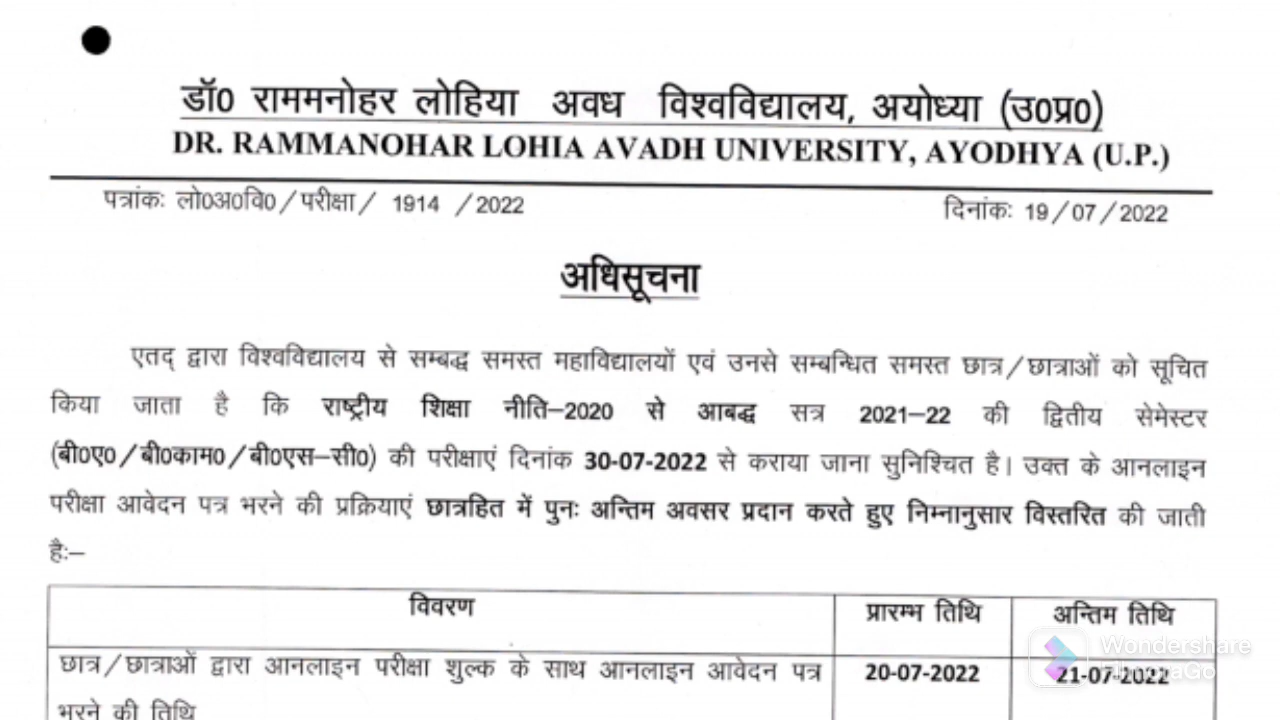 डॉ0 राममनोहर लोहिया अवध विश्वविद्यालय, अयोध्या (उ0प्र0)
DR. RAMMANOHAR LOHIA AVADH UNIVERSITY, AYODHYA (U.P.)
पत्रांकः लो0अ0वि0/परीक्षा/ 1914 /2022 दिनांकः 19/07/2022
अधिसूचना
एतद् द्वारा विश्वविद्यालय से सम्बद्ध समस्त महाविद्यालयों एवं उनसे सम्बन्धित समस्त छात्र/छात्राओं को सूचित
किया जाता है कि राष्ट्रीय शिक्षा नीति–2020 से आबद्ध सत्र 2021–22 की द्वितीय सेमेस्टर
(बी0ए0/बी0काम0/बी0एस–सी0) की परीक्षाएं दिनांक 30-07-2022 से कराया जाना सुनिश्चित है। उक्त के आनलाइन
परीक्षा आवेदन पत्र भरने की प्रक्रियाएं छात्रहित में पुनः अन्तिम अवसर प्रदान करते हुए निम्नानुसार विस्तरित की जाती
हैः–
विवरण प्रारम्भ तिथि अन्तिम तिथि
छात्र/छात्राओं द्वारा आनलाइन परीक्षा शुल्क के साथ आनलाइन आवेदन पत्र 20-07-2022 21-07-2022
भरने की तिथि
Wondershare